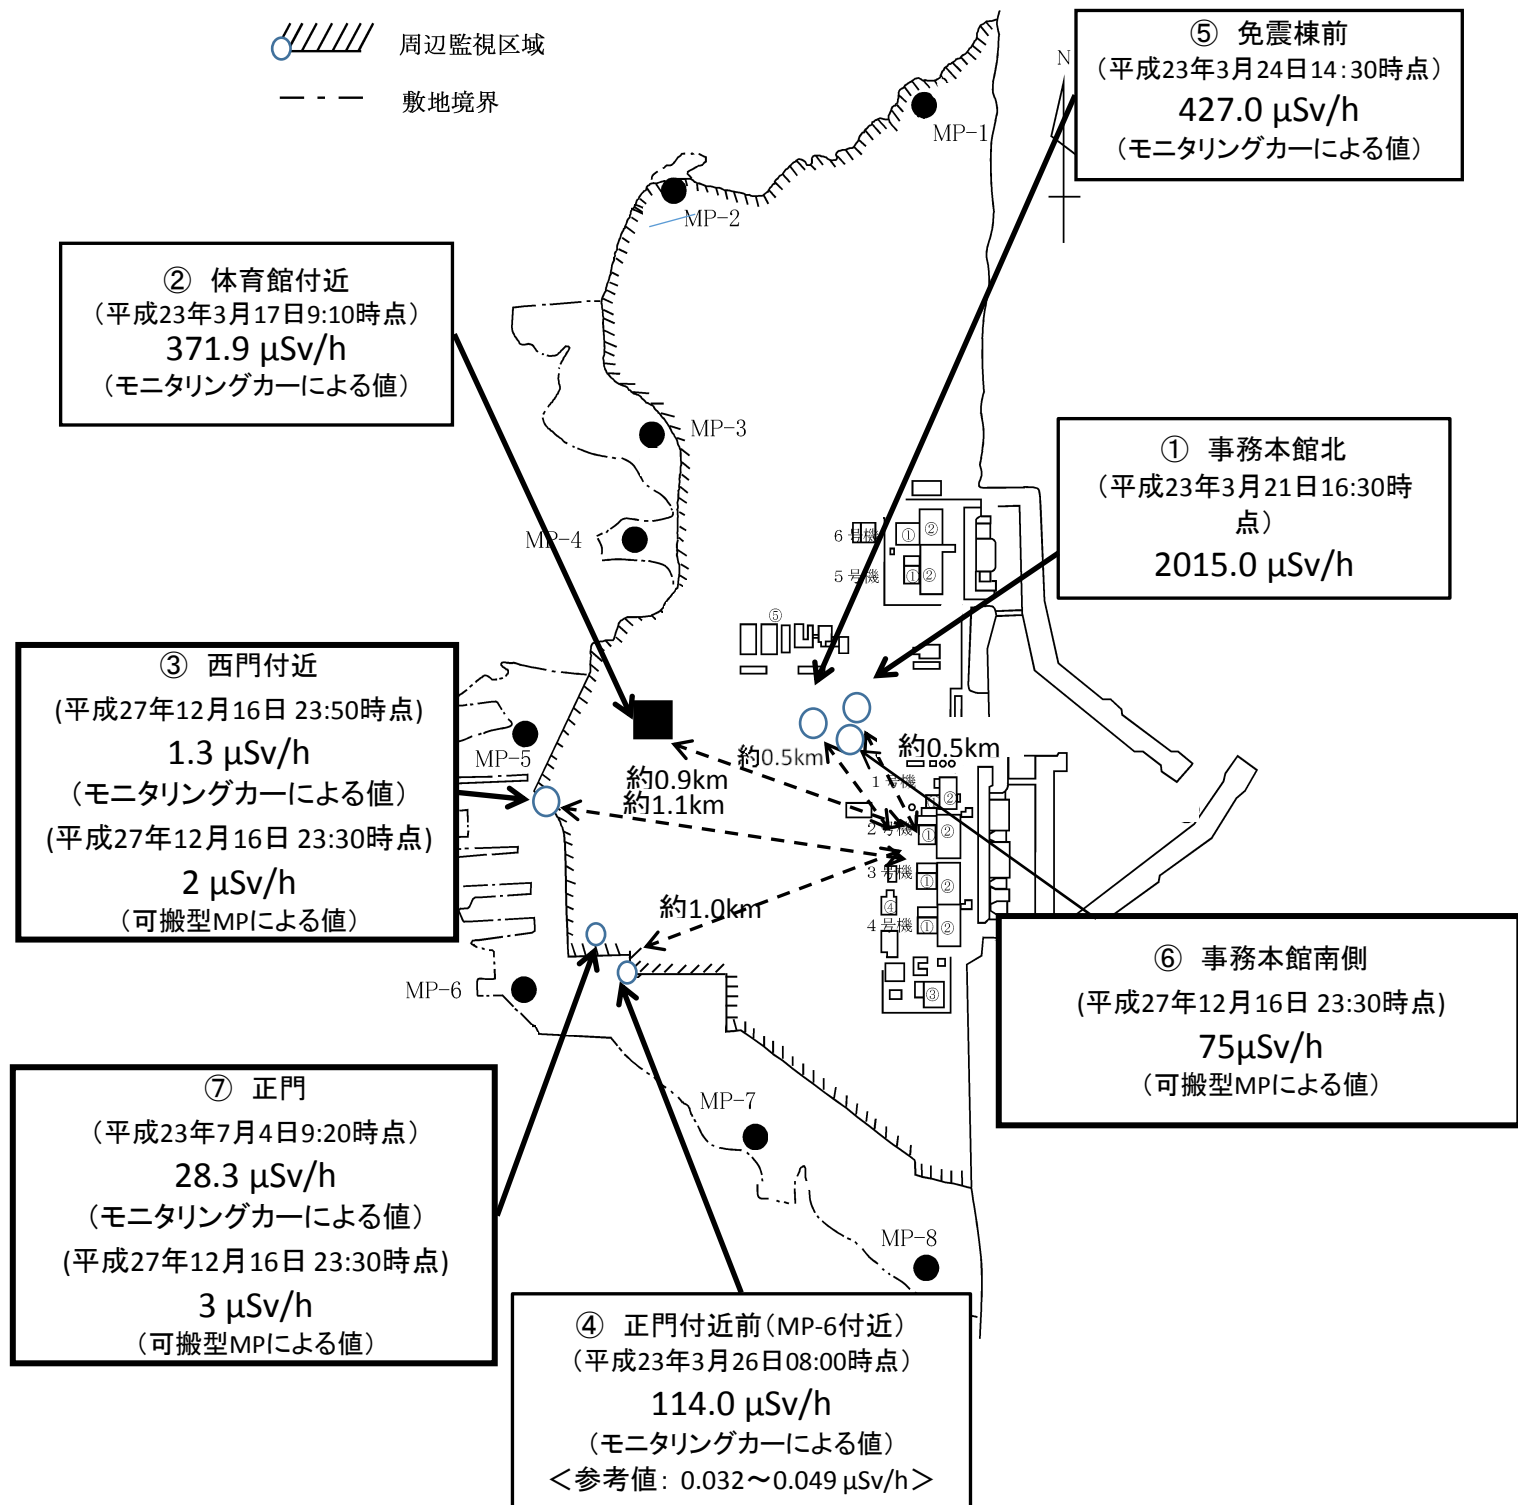 周辺監視区域
敷地境界
⑤ 免震棟前
（平成23年3月24日14:30時点）
427.0 μSv/h
（モニタリングカーによる値）
N
MP-1
MP-2
② 体育館付近
（平成23年3月17日9:10時点）
371.9 μSv/h
（モニタリングカーによる値）
MP-3
① 事務本館北
（平成23年3月21日16:30時
点）
2015.0 μSv/h
MP-4
６号機
①
②
５号機
①
②
⑤
③ 西門付近
(平成27年12月16日 23:50時点)
1.3 μSv/h
（モニタリングカーによる値）
(平成27年12月16日 23:30時点)
2 μSv/h
（可搬型MPによる値）
MP-5
約0.5km
約0.5km
約0.9km
約1.1km
１号機
①
②
２号機
①
②
３号機
①
②
④
約1.0km
４号機
①
②
③
MP-6
⑥ 事務本館南側
(平成27年12月16日 23:30時点)
75μSv/h
（可搬型MPによる値）
⑦ 正門
（平成23年7月4日9:20時点）
28.3 μSv/h
（モニタリングカーによる値）
(平成27年12月16日 23:30時点)
3 μSv/h
（可搬型MPによる値）
MP-7
MP-8
④ 正門付近前（MP-6付近）
（平成23年3月26日08:00時点）
114.0 μSv/h
（モニタリングカーによる値）
＜参考値： 0.032～0.049 μSv/h＞